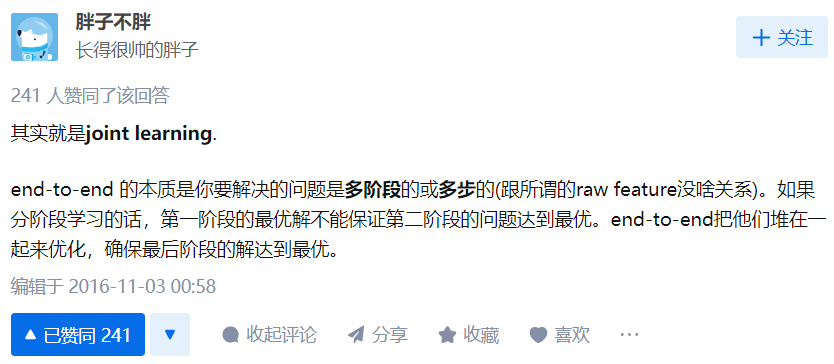 胖子不胖
长得很帅的胖子
关注
241 人赞同了该回答
其实就是joint learning.
end-to-end 的本质是你要解决的问题是多阶段的或多步的(跟所谓的raw feature没啥关系)。如果
分阶段学习的话，第一阶段的最优解不能保证第二阶段的问题达到最优。end-to-end把他们堆在一
起来优化，确保最后阶段的解达到最优。
编辑于 2016-11-03 00:58
已赞同 241 收起评论 分享 收藏 喜欢 ···